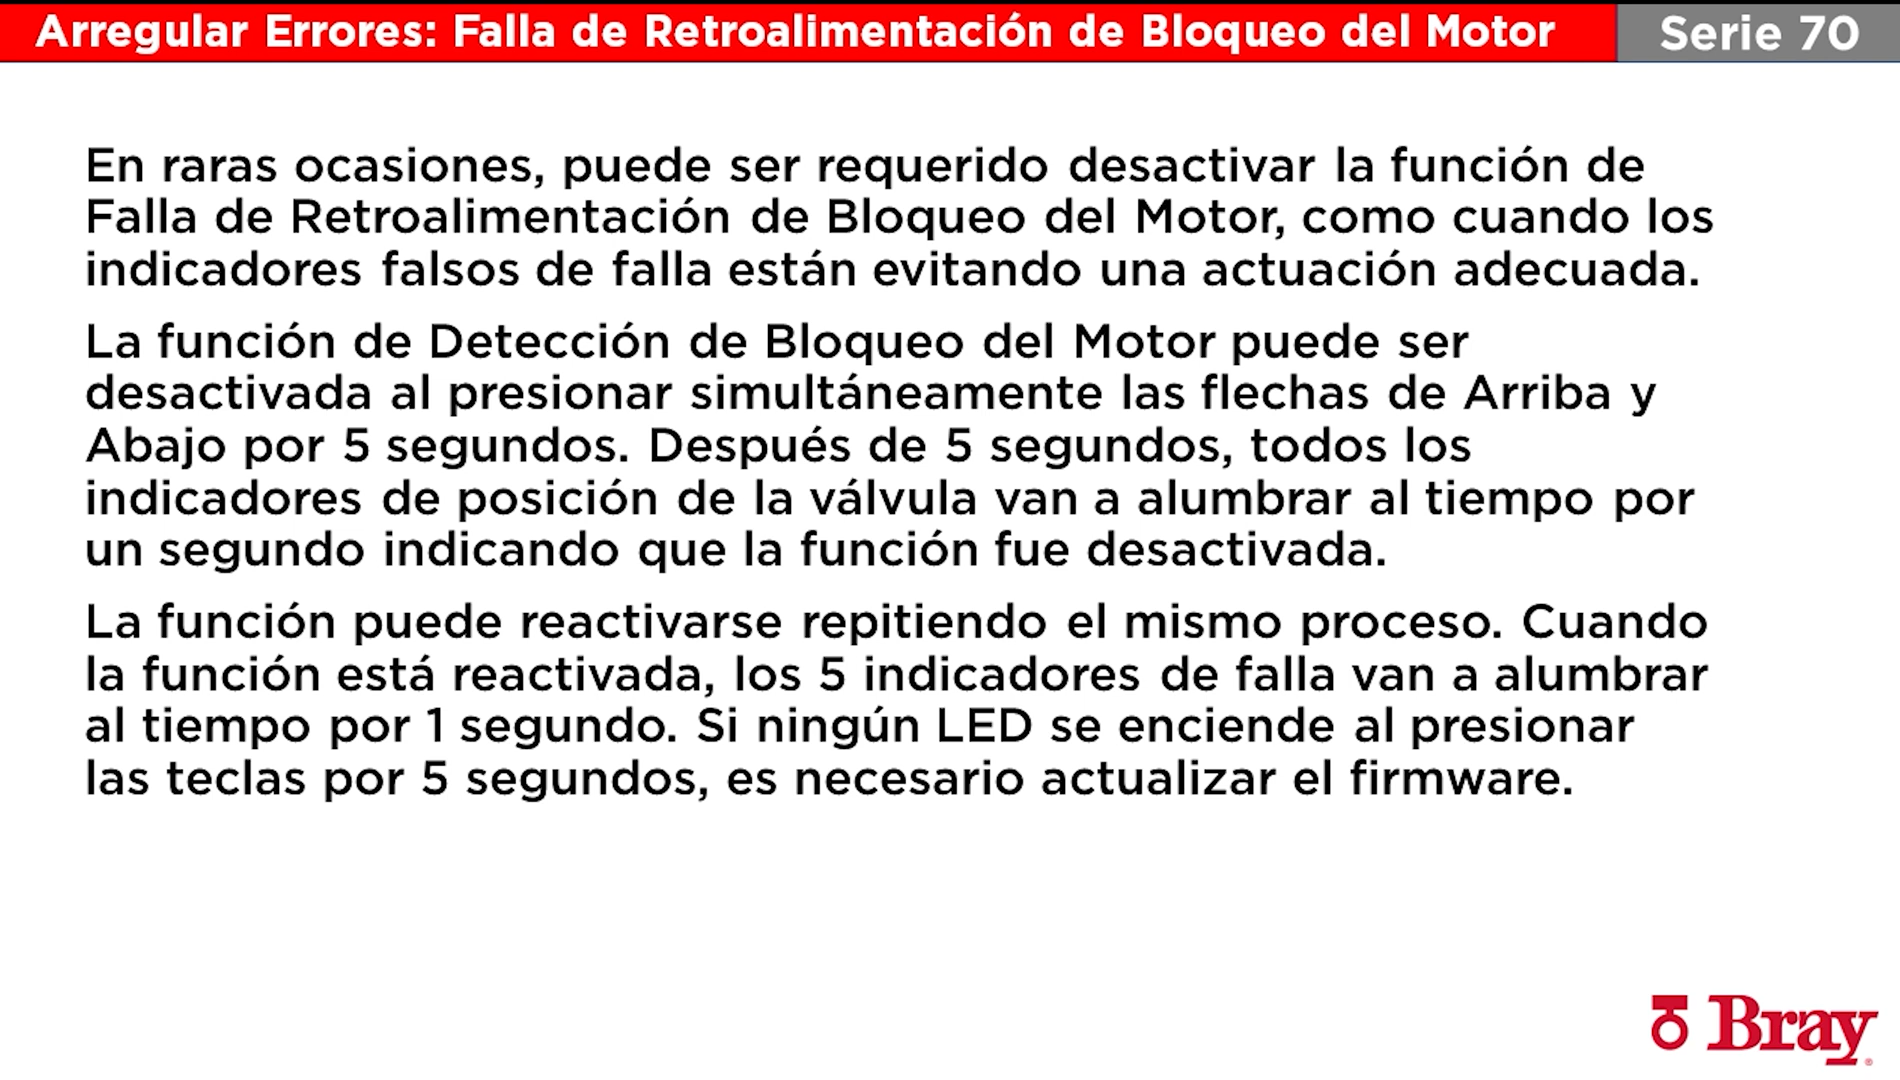 Arregular Errores: Falla de Retroalimentación de Bloqueo del Motor
Serie 70
En raras ocasiones, puede ser requerido desactivar la función de
Falla de Retroalimentación de Bloqueo del Motor, como cuando los
indicadores falsos de falla están evitando una actuación adecuada.
La función de Detección de Bloqueo del Motor puede ser
desactivada al presionar simultáneamente las flechas de Arriba y
Abajo por 5 segundos. Después de 5 segundos, todos los
indicadores de posición de la válvula van a alumbrar al tiempo por
un segundo indicando que la función fue desactivada.
La función puede reactivarse repitiendo el mismo proceso. Cuando
la función está reactivada, los 5 indicadores de falla van a alumbrar
al tiempo por 1 segundo. Si ningún LED se enciende al presionar
las teclas por 5 segundos, es necesario actualizar el firmware.
Bray®